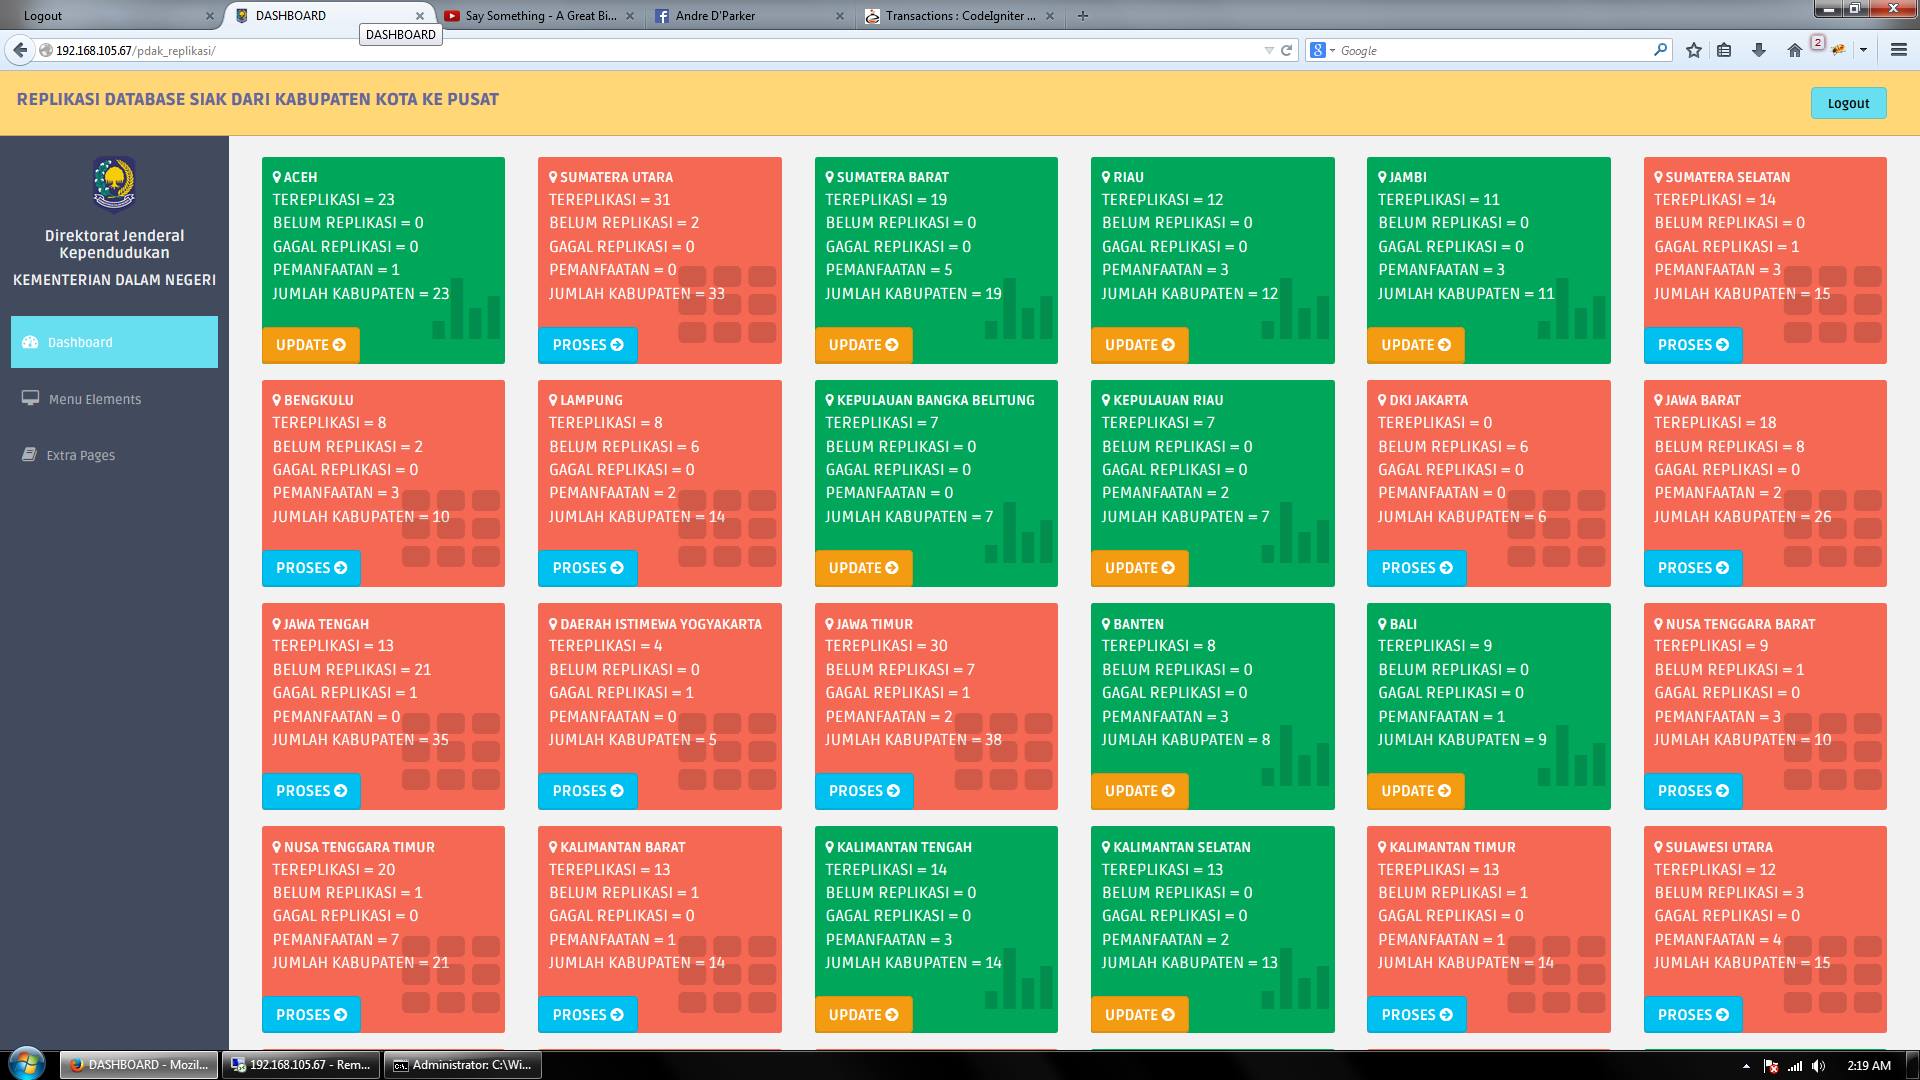 Logout
DASHBOARD
Say Something - A Great Bi...
Andre D'Parker
Transactions : CodeIgniter ...
DASHBOARD
192.168.105.67/pdak_replikasi/
Google
2
REPLIKASI DATABASE SIAK DARI KABUPATEN KOTA KE PUSAT
Logout
Direktorat Jenderal
Kependudukan
KEMENTERIAN DALAM NEGERI
Dashboard
Menu Elements
Extra Pages
ACEH
TEREPLIKASI = 23
BELUM REPLIKASI = 0
GAGAL REPLIKASI = 0
PEMANFAATAN = 1
JUMLAH KABUPATEN = 23
UPDATE
SUMATERA UTARA
TEREPLIKASI = 31
BELUM REPLIKASI = 2
GAGAL REPLIKASI = 0
PEMANFAATAN = 0
JUMLAH KABUPATEN = 33
PROSES
SUMATERA BARAT
TEREPLIKASI = 19
BELUM REPLIKASI = 0
GAGAL REPLIKASI = 0
PEMANFAATAN = 5
JUMLAH KABUPATEN = 19
UPDATE
RIAU
TEREPLIKASI = 12
BELUM REPLIKASI = 0
GAGAL REPLIKASI = 0
PEMANFAATAN = 3
JUMLAH KABUPATEN = 12
UPDATE
JAMBI
TEREPLIKASI = 11
BELUM REPLIKASI = 0
GAGAL REPLIKASI = 0
PEMANFAATAN = 3
JUMLAH KABUPATEN = 11
UPDATE
SUMATERA SELATAN
TEREPLIKASI = 14
BELUM REPLIKASI = 0
GAGAL REPLIKASI = 1
PEMANFAATAN = 3
JUMLAH KABUPATEN = 15
PROSES
BENGKULU
TEREPLIKASI = 8
BELUM REPLIKASI = 2
GAGAL REPLIKASI = 0
PEMANFAATAN = 3
JUMLAH KABUPATEN = 10
PROSES
LAMPUNG
TEREPLIKASI = 8
BELUM REPLIKASI = 6
GAGAL REPLIKASI = 0
PEMANFAATAN = 2
JUMLAH KABUPATEN = 14
PROSES
KEPULAUAN BANGKA BELITUNG
TEREPLIKASI = 7
BELUM REPLIKASI = 0
GAGAL REPLIKASI = 0
PEMANFAATAN = 0
JUMLAH KABUPATEN = 7
UPDATE
KEPULAUAN RIAU
TEREPLIKASI = 7
BELUM REPLIKASI = 0
GAGAL REPLIKASI = 0
PEMANFAATAN = 2
JUMLAH KABUPATEN = 7
UPDATE
DKI JAKARTA
TEREPLIKASI = 0
BELUM REPLIKASI = 6
GAGAL REPLIKASI = 0
PEMANFAATAN = 0
JUMLAH KABUPATEN = 6
PROSES
JAWA BARAT
TEREPLIKASI = 18
BELUM REPLIKASI = 8
GAGAL REPLIKASI = 0
PEMANFAATAN = 2
JUMLAH KABUPATEN = 26
PROSES
JAWA TENGAH
TEREPLIKASI = 13
BELUM REPLIKASI = 21
GAGAL REPLIKASI = 1
PEMANFAATAN = 0
JUMLAH KABUPATEN = 35
PROSES
DAERAH ISTIMEWA YOGYAKARTA
TEREPLIKASI = 4
BELUM REPLIKASI = 0
GAGAL REPLIKASI = 1
PEMANFAATAN = 0
JUMLAH KABUPATEN = 5
PROSES
JAWA TIMUR
TEREPLIKASI = 30
BELUM REPLIKASI = 7
GAGAL REPLIKASI = 1
PEMANFAATAN = 2
JUMLAH KABUPATEN = 38
PROSES
BANTEN
TEREPLIKASI = 8
BELUM REPLIKASI = 0
GAGAL REPLIKASI = 0
PEMANFAATAN = 3
JUMLAH KABUPATEN = 8
UPDATE
BALI
TEREPLIKASI = 9
BELUM REPLIKASI = 0
GAGAL REPLIKASI = 0
PEMANFAATAN = 1
JUMLAH KABUPATEN = 9
UPDATE
NUSA TENGGARA BARAT
TEREPLIKASI = 9
BELUM REPLIKASI = 1
GAGAL REPLIKASI = 0
PEMANFAATAN = 3
JUMLAH KABUPATEN = 10
PROSES
NUSA TENGGARA TIMUR
TEREPLIKASI = 20
BELUM REPLIKASI = 1
GAGAL REPLIKASI = 0
PEMANFAATAN = 7
JUMLAH KABUPATEN = 21
PROSES
KALIMANTAN BARAT
TEREPLIKASI = 13
BELUM REPLIKASI = 1
GAGAL REPLIKASI = 0
PEMANFAATAN = 1
JUMLAH KABUPATEN = 14
PROSES
KALIMANTAN TENGAH
TEREPLIKASI = 14
BELUM REPLIKASI = 0
GAGAL REPLIKASI = 0
PEMANFAATAN = 3
JUMLAH KABUPATEN = 14
UPDATE
KALIMANTAN SELATAN
TEREPLIKASI = 13
BELUM REPLIKASI = 0
GAGAL REPLIKASI = 0
PEMANFAATAN = 2
JUMLAH KABUPATEN = 13
UPDATE
KALIMANTAN TIMUR
TEREPLIKASI = 13
BELUM REPLIKASI = 1
GAGAL REPLIKASI = 0
PEMANFAATAN = 1
JUMLAH KABUPATEN = 14
PROSES
SULAWESI UTARA
TEREPLIKASI = 12
BELUM REPLIKASI = 3
GAGAL REPLIKASI = 0
PEMANFAATAN = 4
JUMLAH KABUPATEN = 15
PROSES
DASHBOARD - Mozil...
192.168.105.67 - Rem...
Administrator: C:\Wi...
2:19 AM